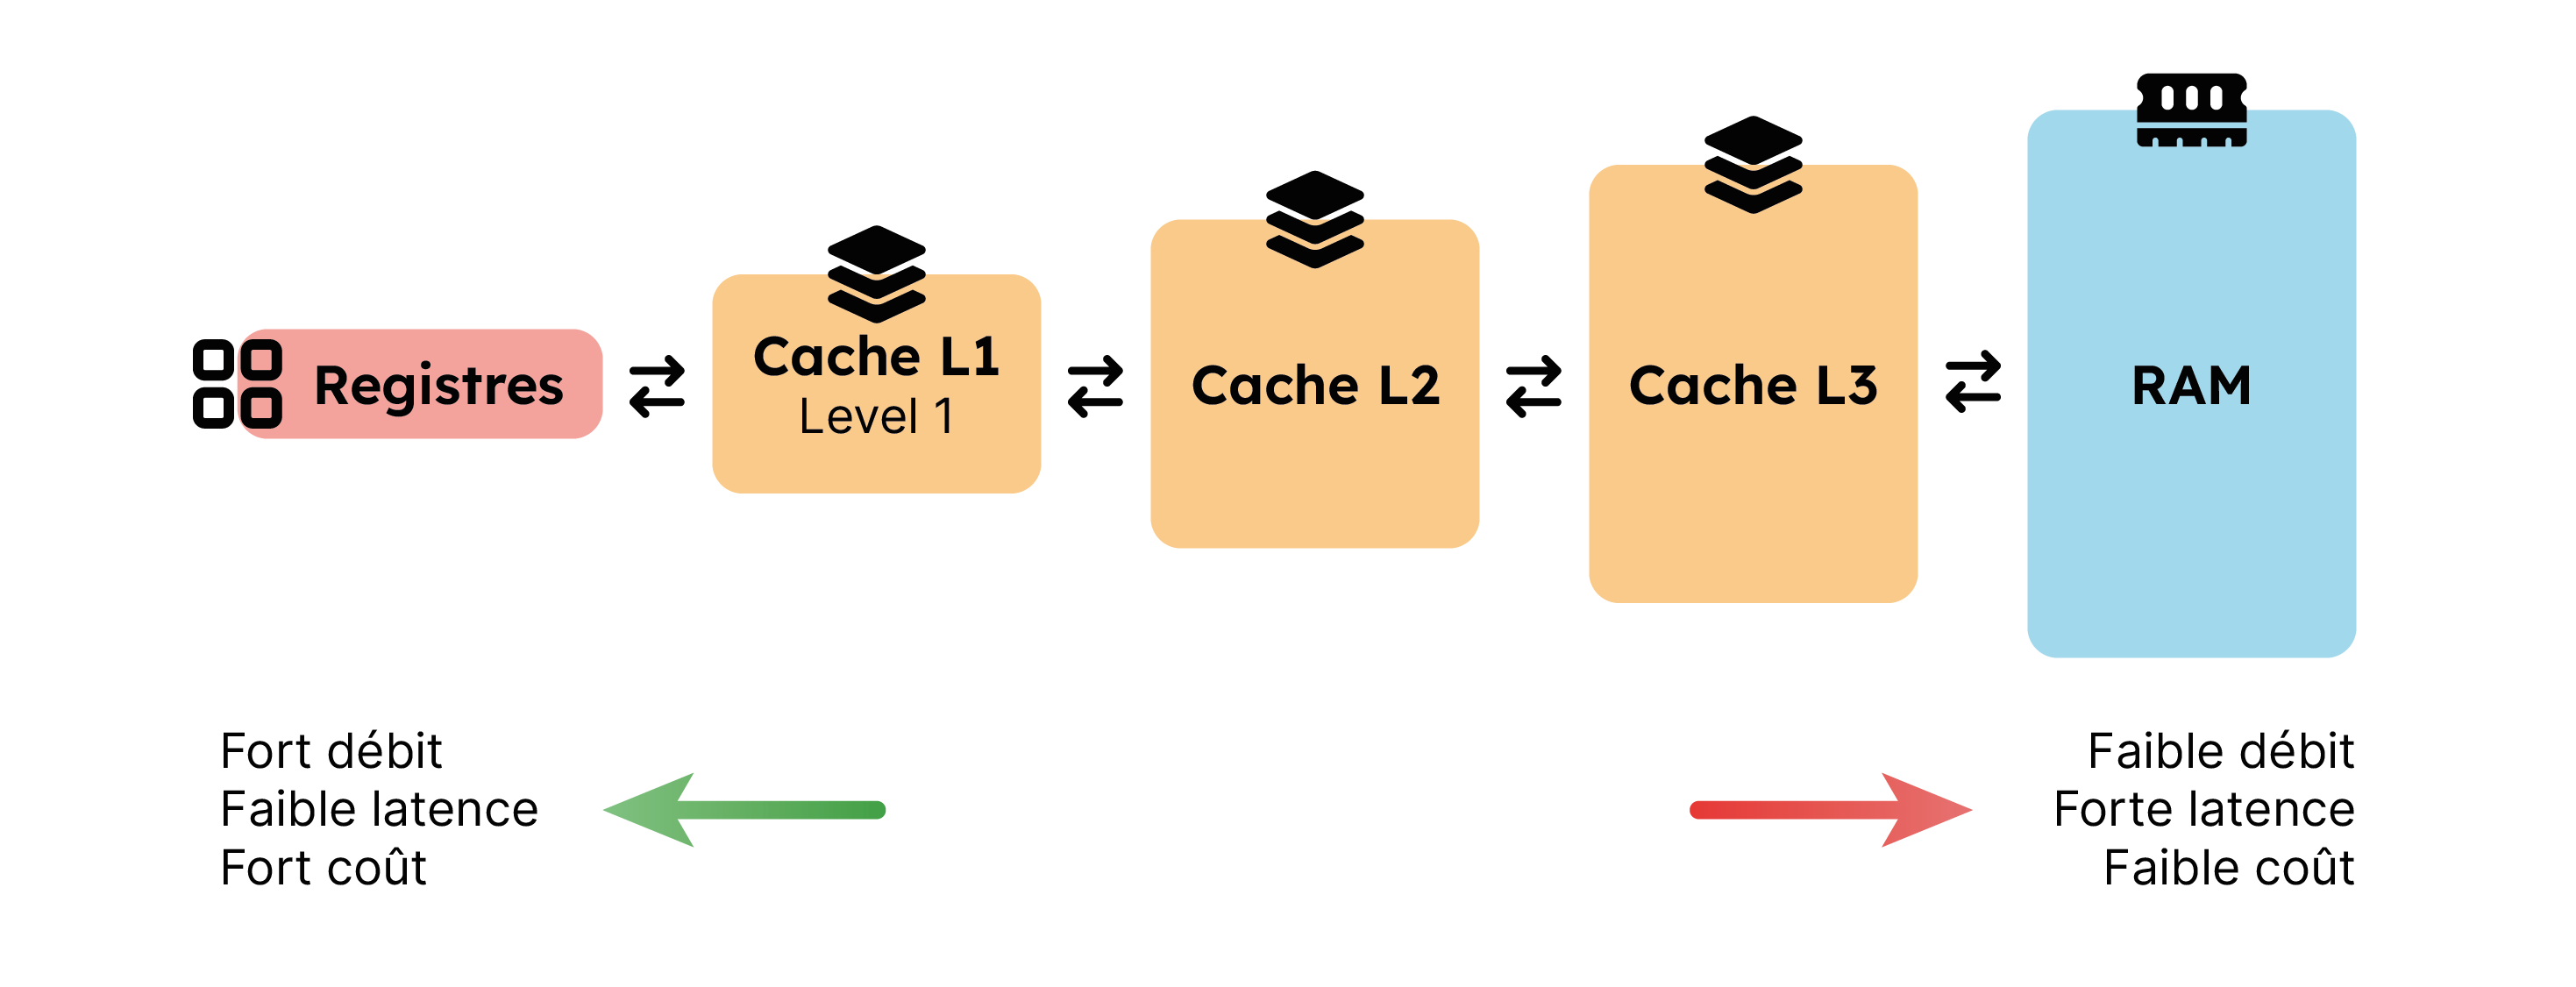 Registres
Cache L1
Level 1
Cache L2
Cache L3
RAM
Fort débit
Faible latence
Fort coût
Faible débit
Forte latence
Faible coût